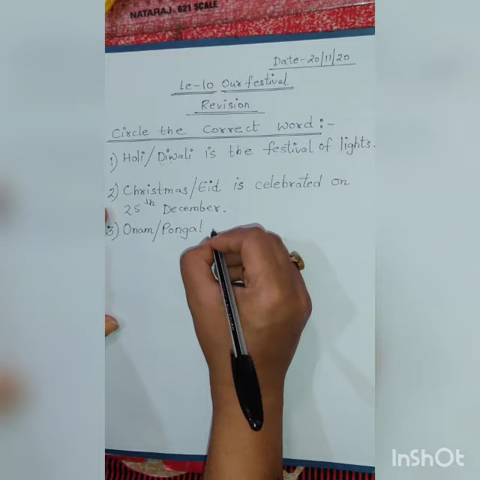 NATARAJ-621 SCALE
Date-20/11/20
Le-10 Our festival
Revision
Circle the Correct Word:-
1) Holi/Diwali is the festival of lights.
2) Christmas/Eid is celebrated on
25th December.
3) Onam/Pongal
InShOt